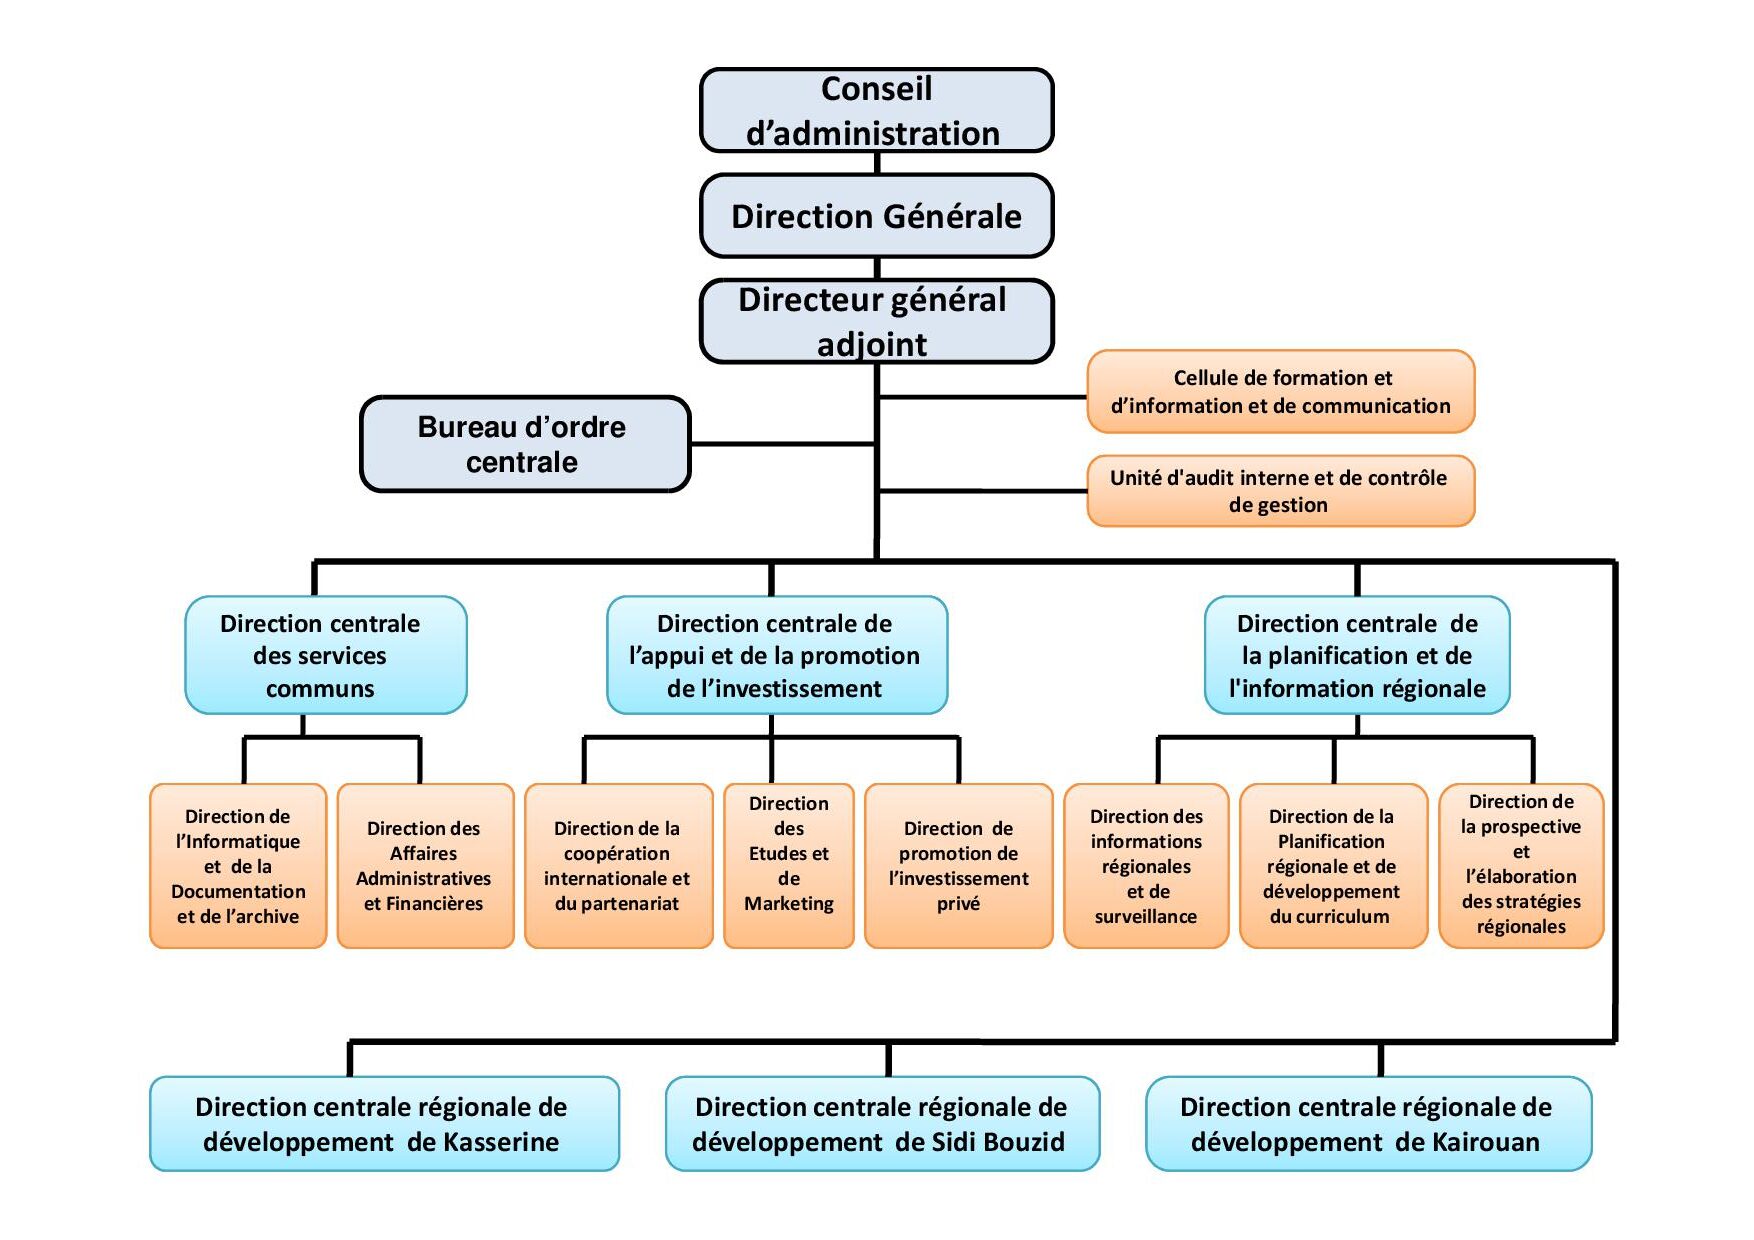 Conseil
d’administration
Direction Générale
Directeur général
adjoint
Cellule de formation et
d’information et de communication
Bureau d’ordre
centrale
Unité d'audit interne et de contrôle
de gestion
Direction centrale
des services
communs
Direction centrale de
l’appui et de la promotion
de l’investissement
Direction centrale de
la planification et de
l'information régionale
Direction de
l’Informatique
et de la
Documentation
et de l’archive
Direction des
Affaires
Administratives
et Financières
Direction de la
coopération
internationale et
du partenariat
Direction
des
Etudes et
de
Marketing
Direction de
promotion de
l’investissement
privé
Direction des
informations
régionales
et de
surveillance
Direction de la
Planification
régionale et de
développement
du curriculum
Direction de
la prospective
et
l’élaboration
des stratégies
régionales
Direction centrale régionale de
développement de Kasserine
Direction centrale régionale de
développement de Sidi Bouzid
Direction centrale régionale de
développement de Kairouan